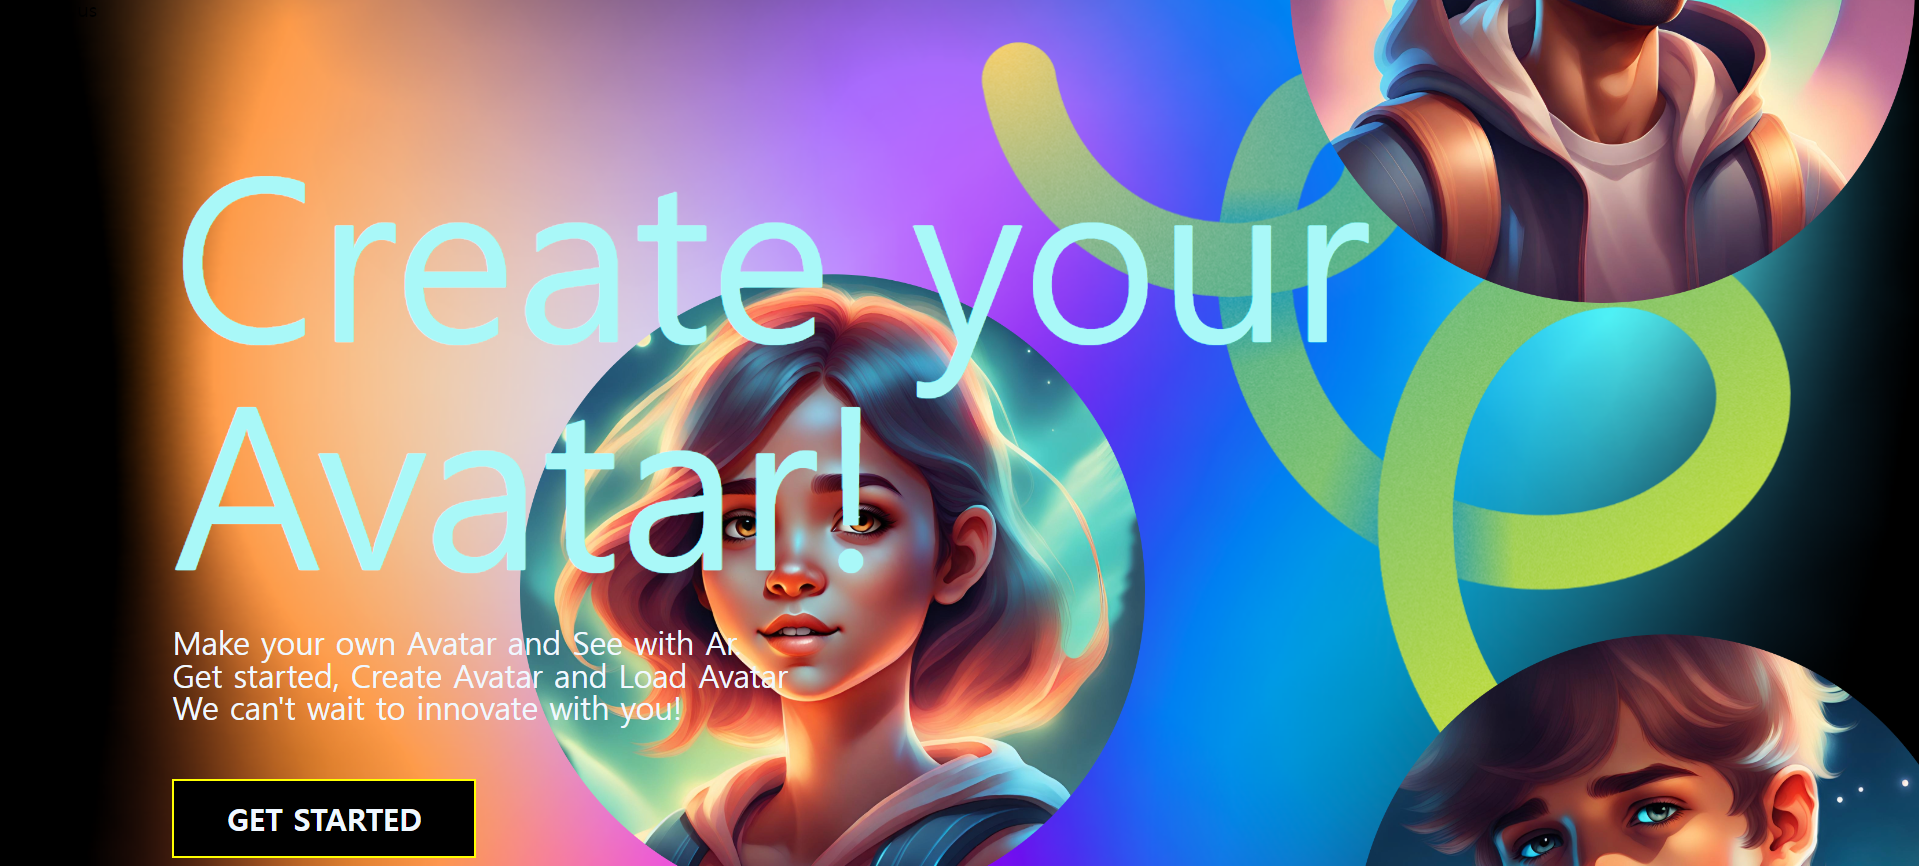 Create your
Avatar!
Make your own Avatar and See with Ar.
Get started, Create Avatar and Load Avatar
We can't wait to innovate with you!
GET STARTED